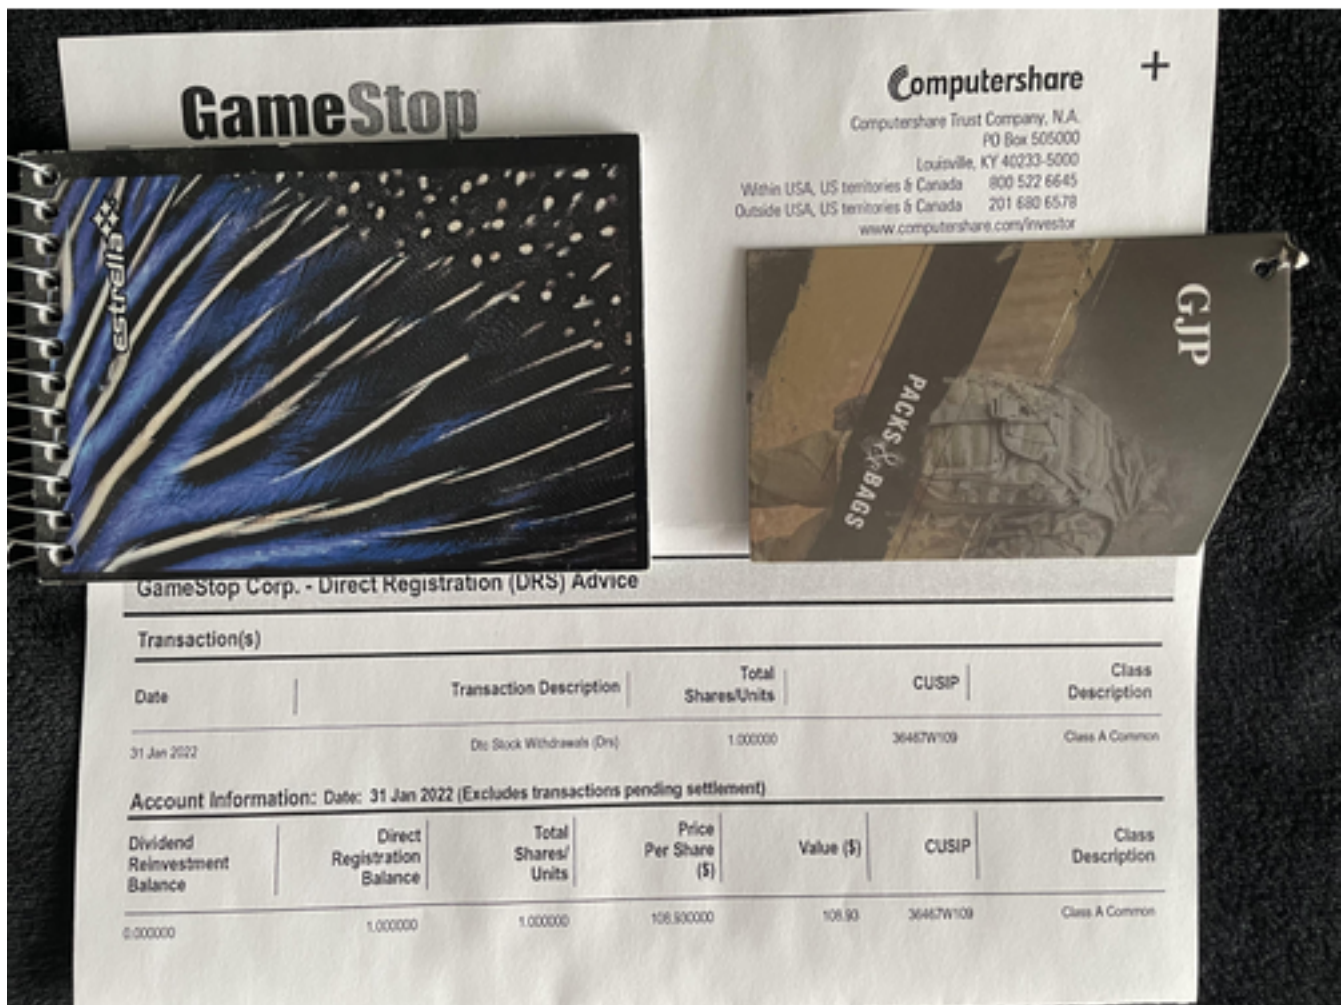 GameStop
Computershare
+
Computershare Trust Company, N.A.
PO Box 505000
Louisville, KY 40233-5000
Within USA, US territories & Canada 800 522 6645
Outside USA, US territories & Canada 201 680 6578
www.computershare.com/investor
estrella
GJP
PACKS & BAGS
GameStop Corp. - Direct Registration (DRS) Advice
Transaction(s)
Date Transaction Description Total Shares/Units CUSIP Class Description
31 Jan 2022 Dtc Stock Withdrawals (Drs) 1.000000 36467W109 Class A Common
Account Information: Date: 31 Jan 2022 (Excludes transactions pending settlement)
Dividend Reinvestment Balance Direct Registration Balance Total Shares/ Units Price Per Share ($) Value ($) CUSIP Class Description
0.000000 1.000000 1.000000 108.930000 108.93 36467W109 Class A Common